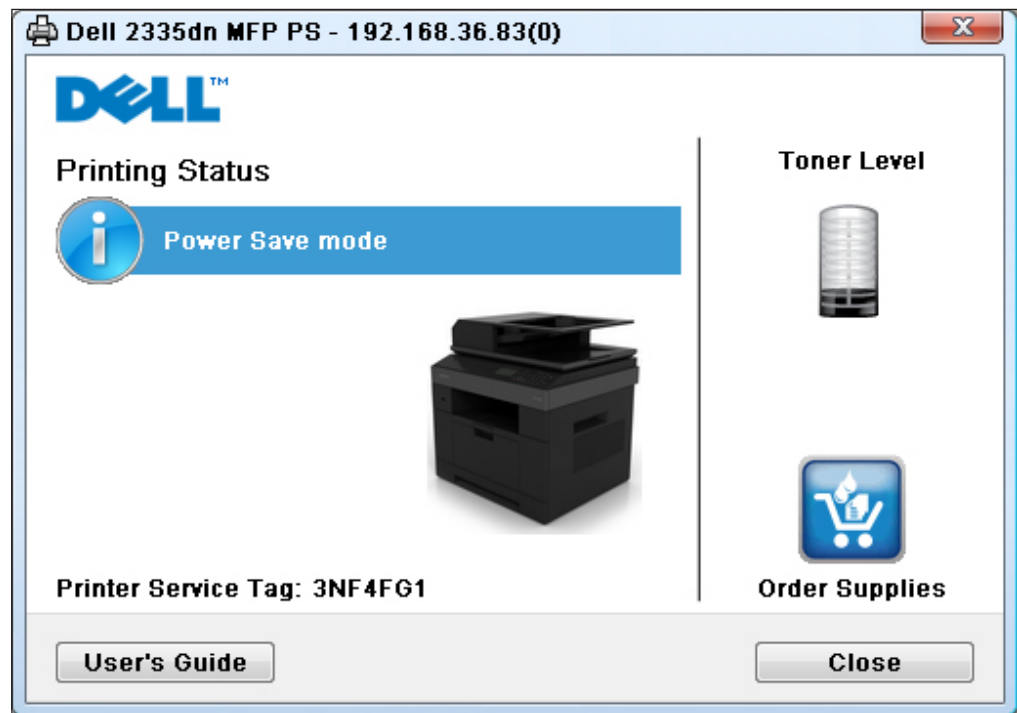 Dell 2335dn MFP PS - 192.168.36.83(0)
X
DELL™
Printing Status
Power Save mode
Printer Service Tag: 3NF4FG1
Toner Level
Order Supplies
User's Guide
Close